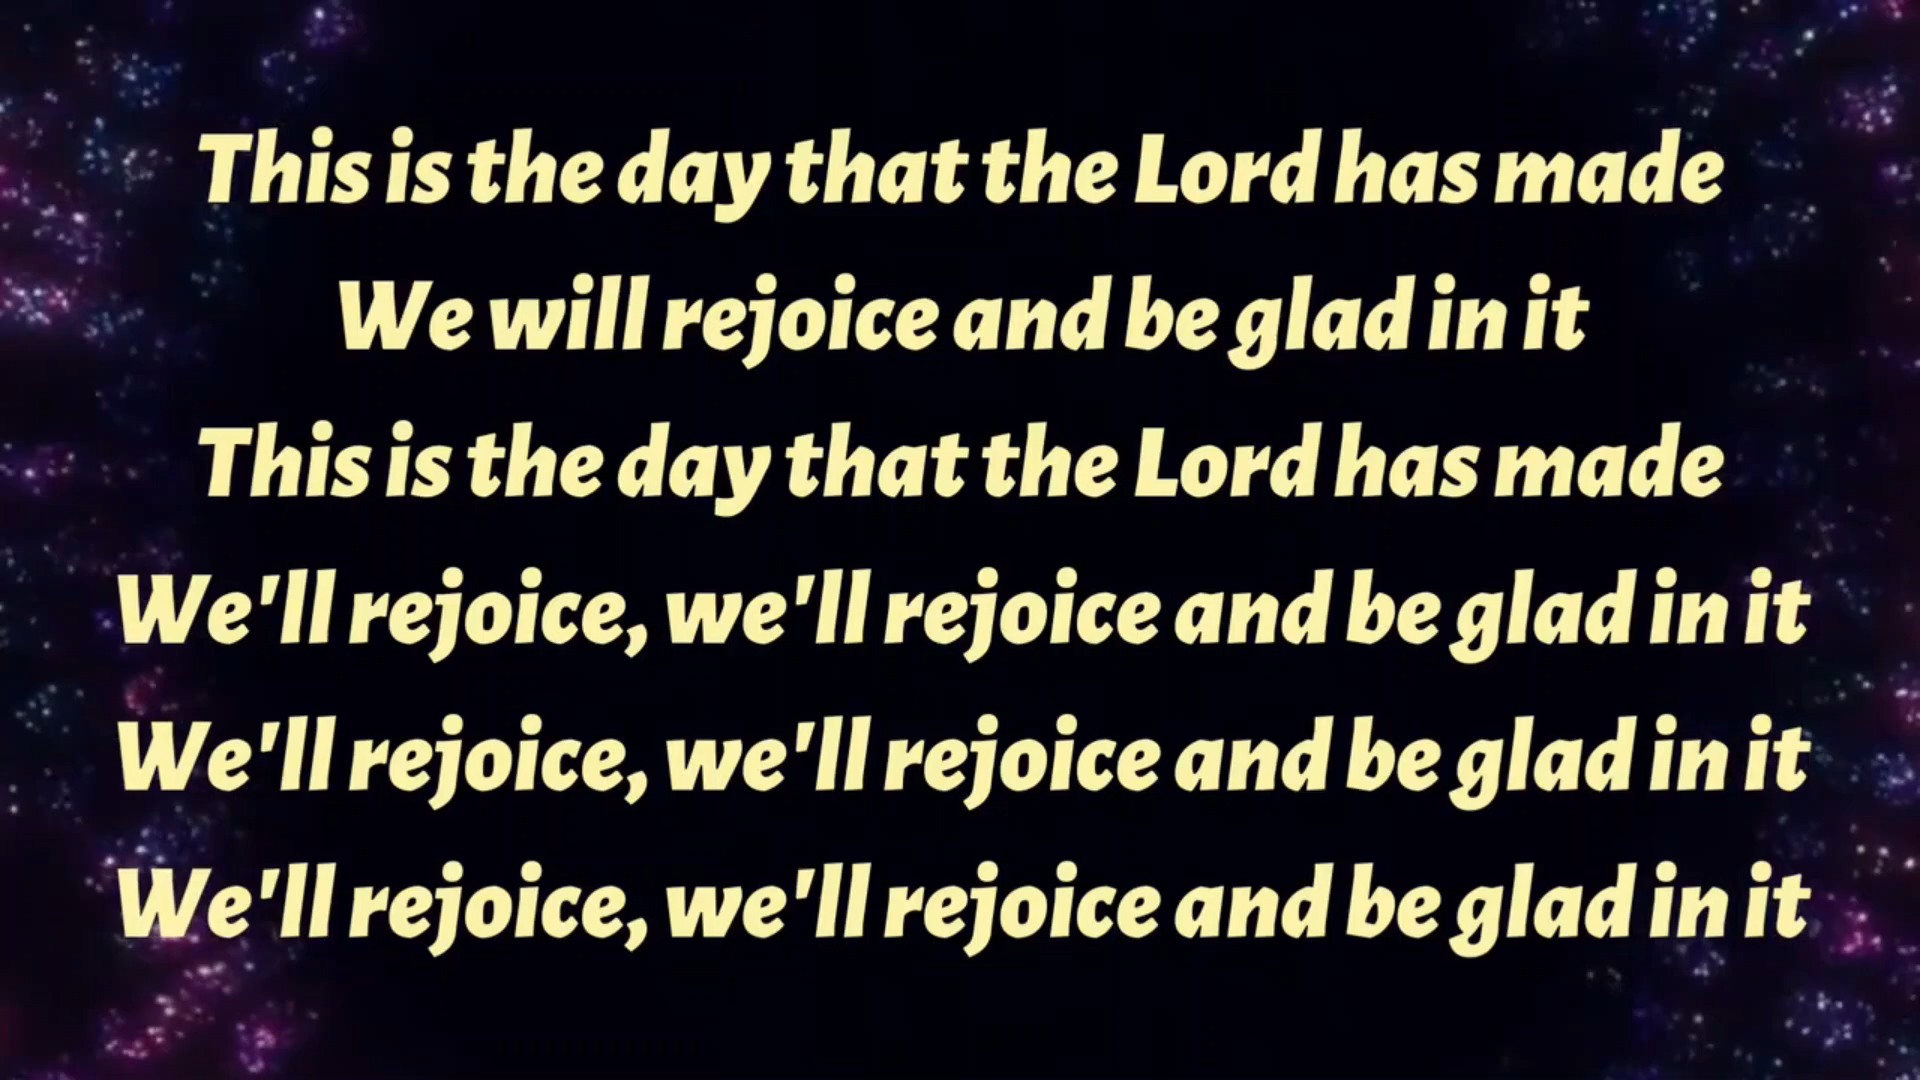 This is the day that the Lord has made
We will rejoice and be glad in it
This is the day that the Lord has made
We'll rejoice, we'll rejoice and be glad in it
We'll rejoice, we'll rejoice and be glad in it
We'll rejoice, we'll rejoice and be glad in it